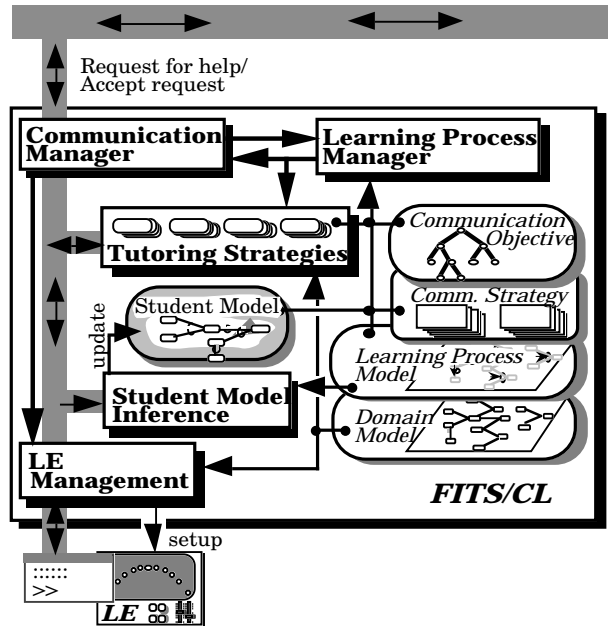 Request for help/
Accept request
Communication
Manager
Learning Process
Manager
Tutoring Strategies
Communication
Objective
Student Model
Comm. Strategy
update
Learning Process
Model
Student Model
Inference
Domain
Model
LE
Management
FITS/CL
setup
::::::
>>
LE